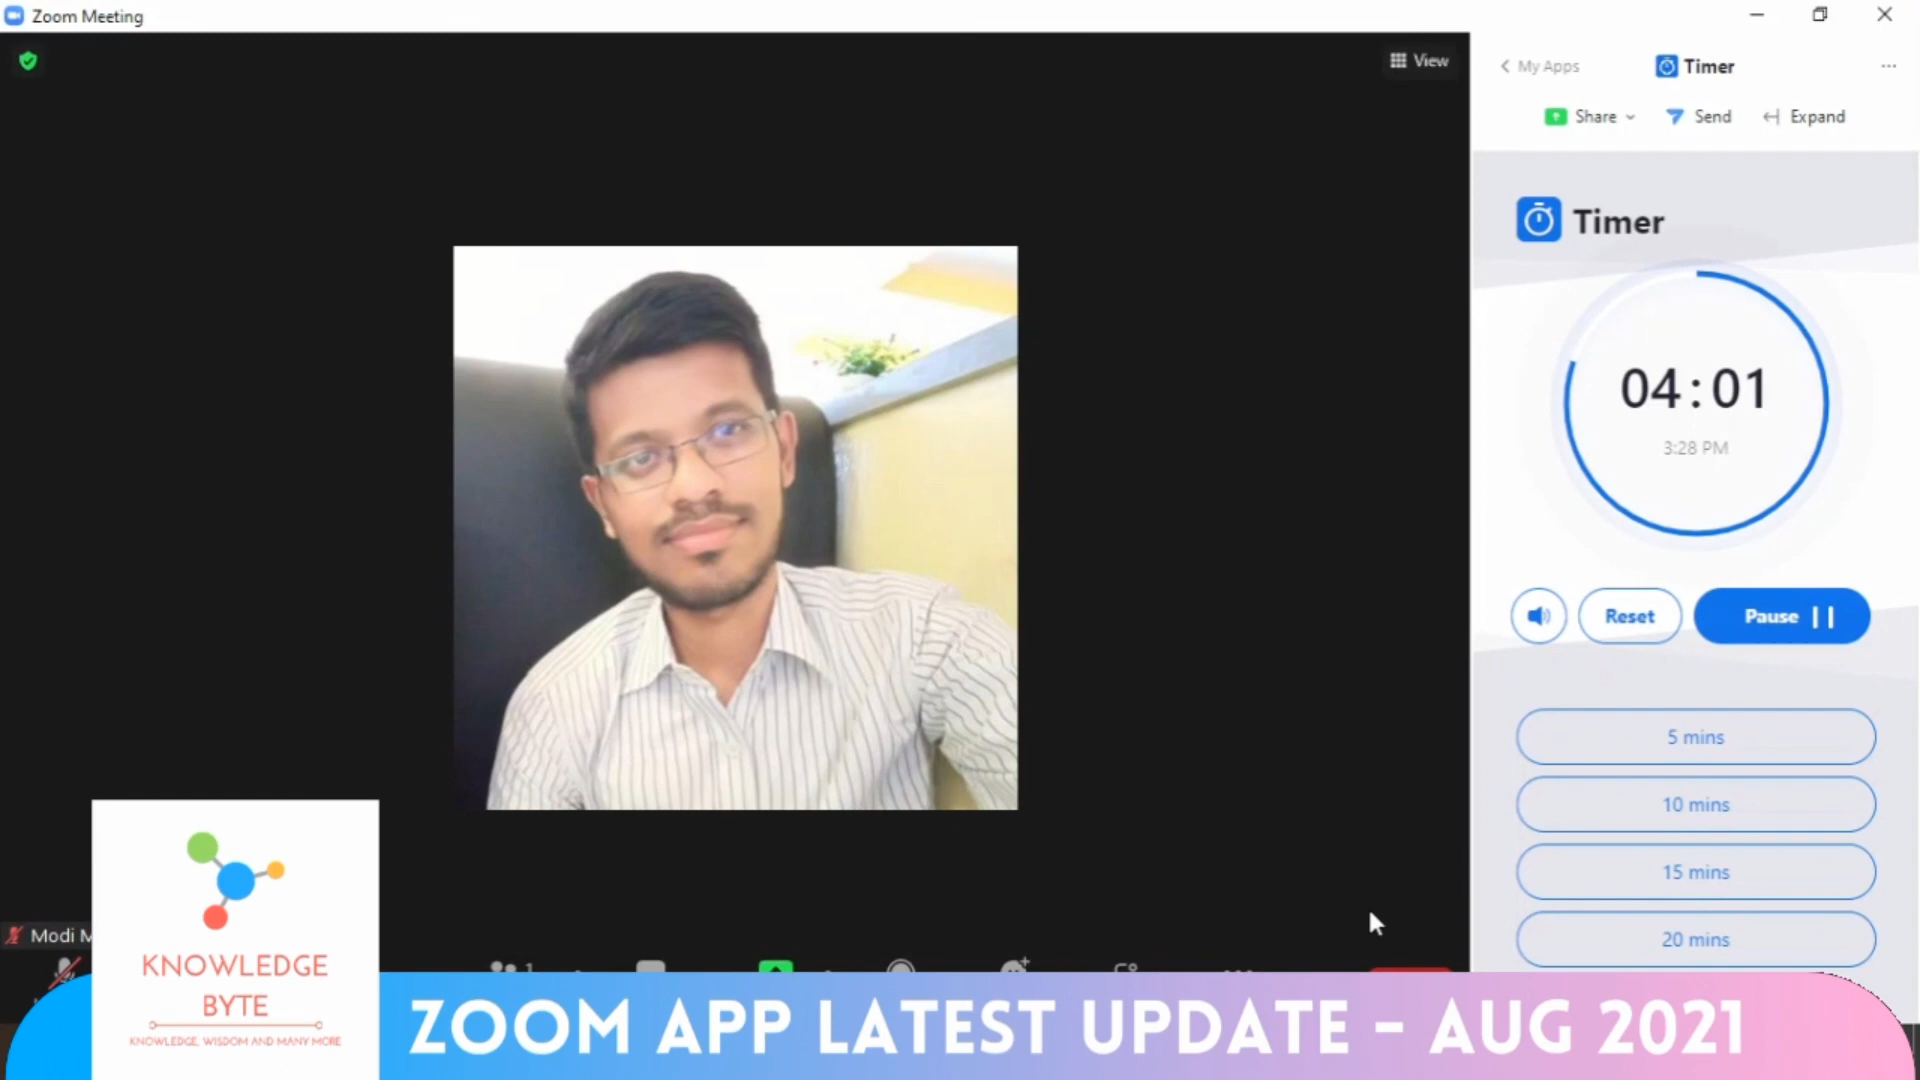 Zoom Meeting
View
My Apps
Timer
Share
Send
Expand
Timer
04:01
3:28 PM
Reset
Pause
5 mins
10 mins
15 mins
20 mins
Modi M
1
KNOWLEDGE
BYTE
KNOWLEDGE, WISDOM AND MANY MORE
ZOOM APP LATEST UPDATE - AUG 2021